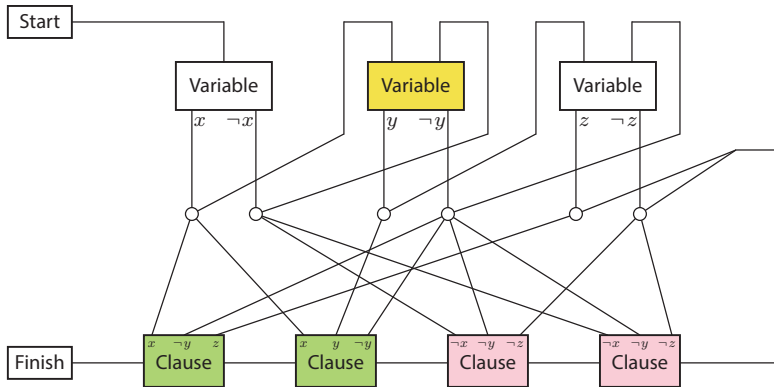 Start
Variable Variable Variable
x ¬x y ¬y z ¬z
x ¬y z x y ¬y ¬x ¬y ¬z ¬x ¬y ¬z
Finish Clause Clause Clause Clause